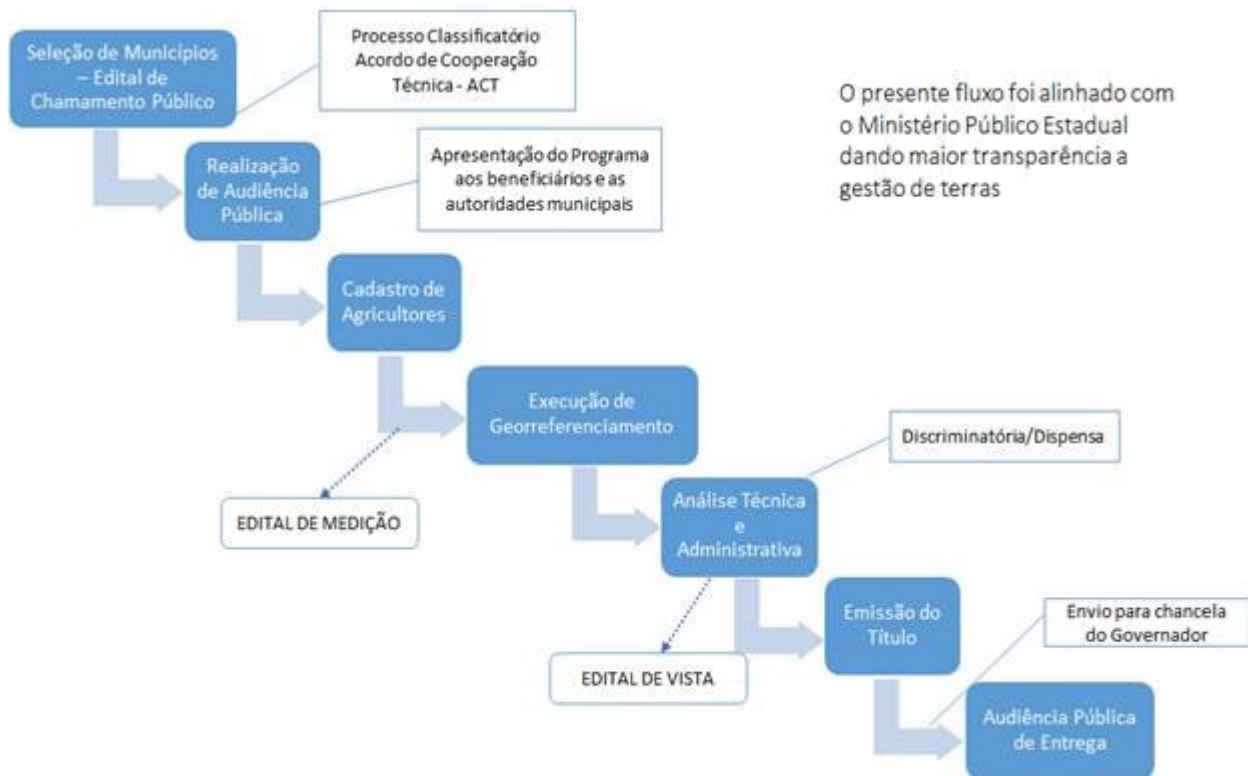 Seleção de Municípios
– Edital de
Chamamento Público
Processo Classificatório
Acordo de Cooperação
Técnica - ACT
O presente fluxo foi alinhado com
o Ministério Público Estadual
dando maior transparência a
gestão de terras
Realização
de Audiência
Pública
Apresentação do Programa
aos beneficiários e as
autoridades municipais
Cadastro de
Agricultores
Execução de
Georreferenciamento
EDITAL DE MEDIÇÃO
Discriminatória/Dispensa
Análise Técnica
e
Administrativa
EDITAL DE VISTA
Emissão do
Título
Envio para chancela
do Governador
Audiência Pública
de Entrega